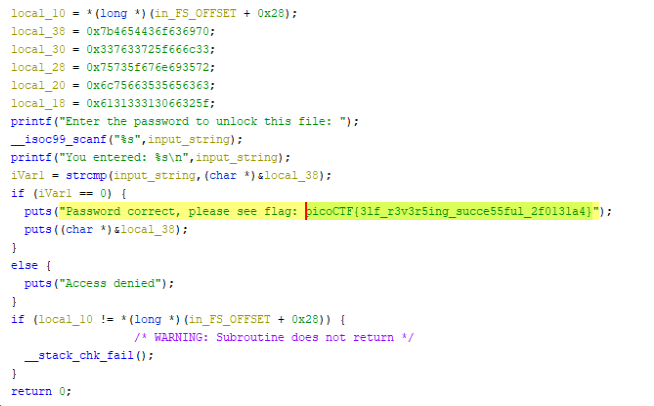 local_10 = *(long *)(in_FS_OFFSET + 0x28);
local_38 = 0x7b4654436f636970;
local_30 = 0x337633725f666c33;
local_28 = 0x75735f676e693572;
local_20 = 0x6c75663535656363;
local_18 = 0x613133313066325f;
printf("Enter the password to unlock this file: ");
__isoc99_scanf("%s",input_string);
printf("You entered: %s\n",input_string);
iVar1 = strcmp(input_string,(char *)&local_38);
if (iVar1 == 0) {
puts("Password correct, please see flag: picoCTF{3lf_r3v3r5ing_succe55ful_2f0131a4}");
puts((char *)&local_38);
}
else {
puts("Access denied");
}
if (local_10 != *(long *)(in_FS_OFFSET + 0x28)) {
/* WARNING: Subroutine does not return */
__stack_chk_fail();
}
return 0;